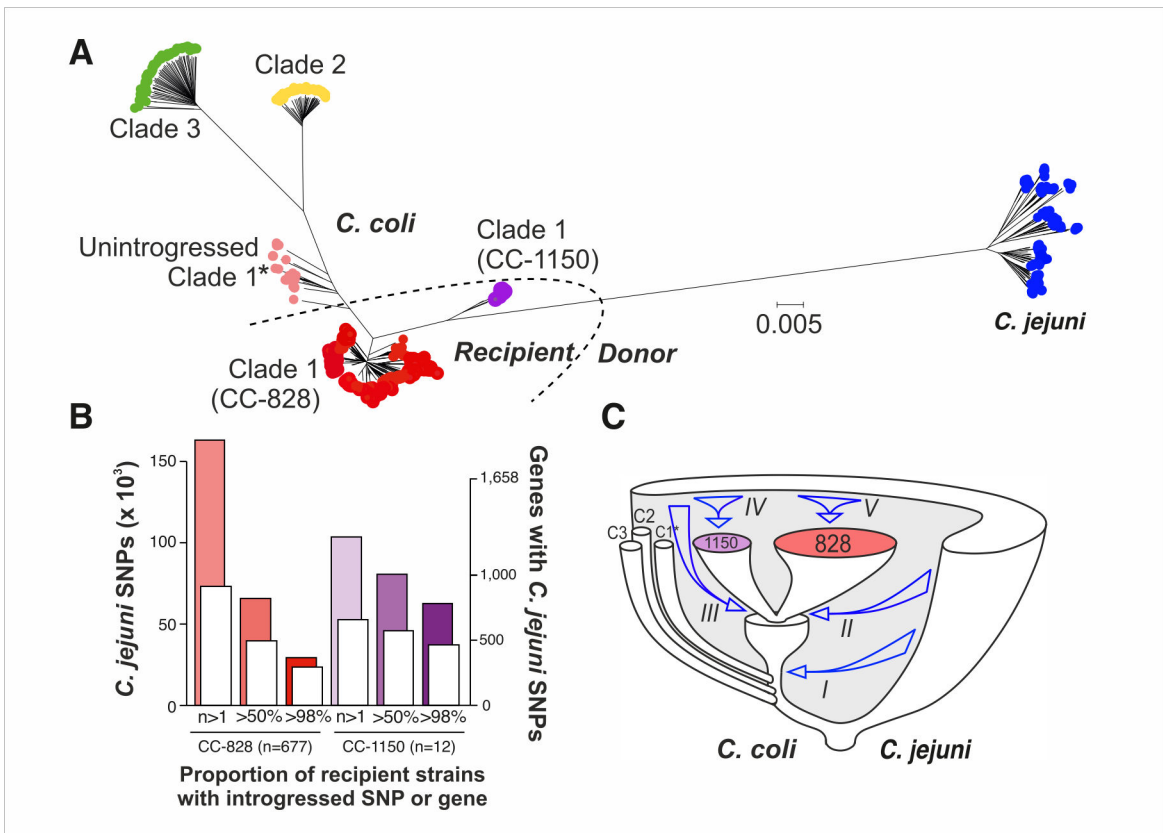 A
Clade 3
Clade 2
C. coli
Unintrogressed
Clade 1*
Clade 1
(CC-1150)
0.005
C. jejuni
Recipient
Donor
Clade 1
(CC-828)
B
C. jejuni SNPs (x 10³)
150
100
50
0
Genes with C. jejuni SNPs
1,658
1,000
500
0
n>1 >50% >98% n>1 >50% >98%
CC-828 (n=677) CC-1150 (n=12)
Proportion of recipient strains
with introgressed SNP or gene
C
C3
C2
C1*
IV
V
1150
828
III
II
I
C. coli
C. jejuni